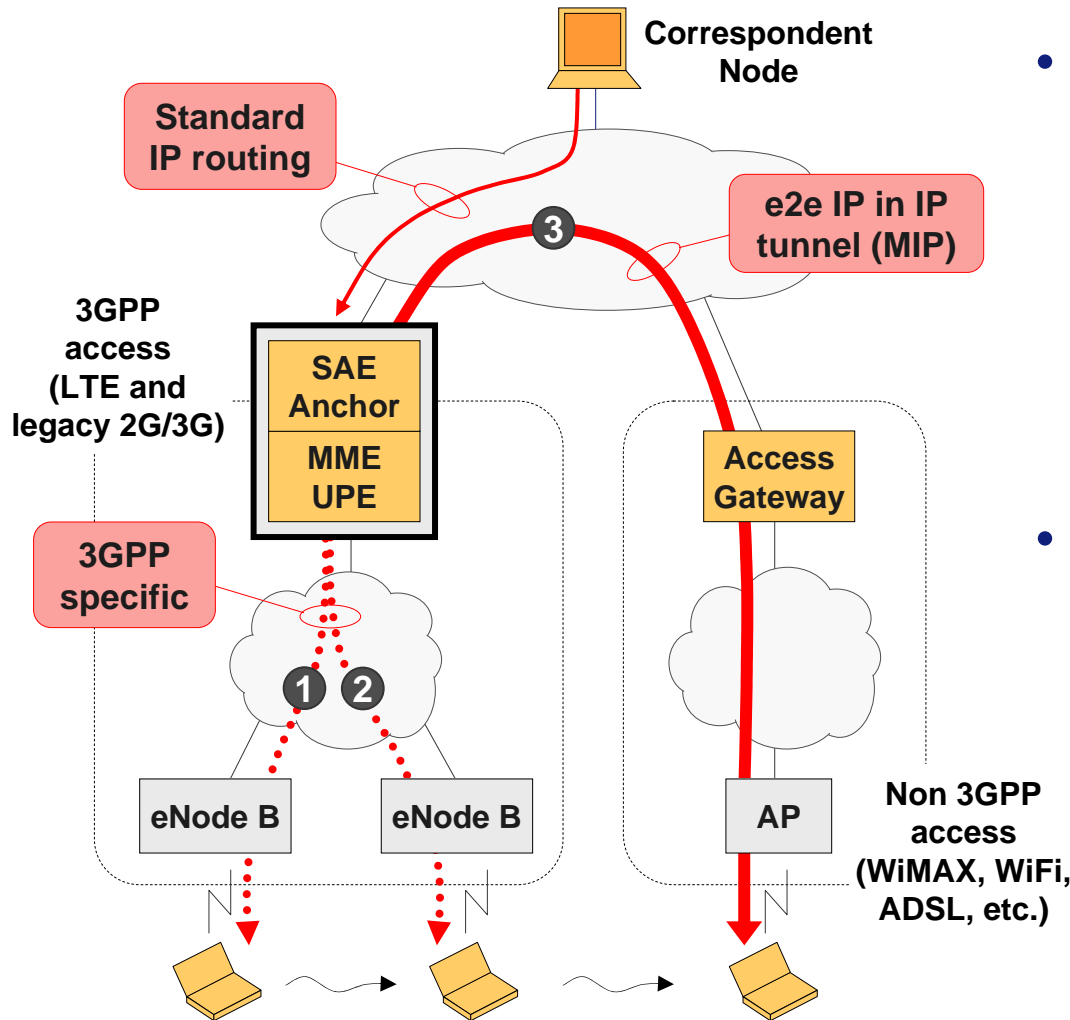 Correspondent
Node
Standard
IP routing
e2e IP in IP
tunnel (MIP)
3
3GPP
access
(LTE and
legacy 2G/3G)
SAE
Anchor
MME
UPE
Access
Gateway
3GPP
specific
1
2
eNode B
eNode B
AP
Non 3GPP
access
(WiMAX, WiFi,
ADSL, etc.)